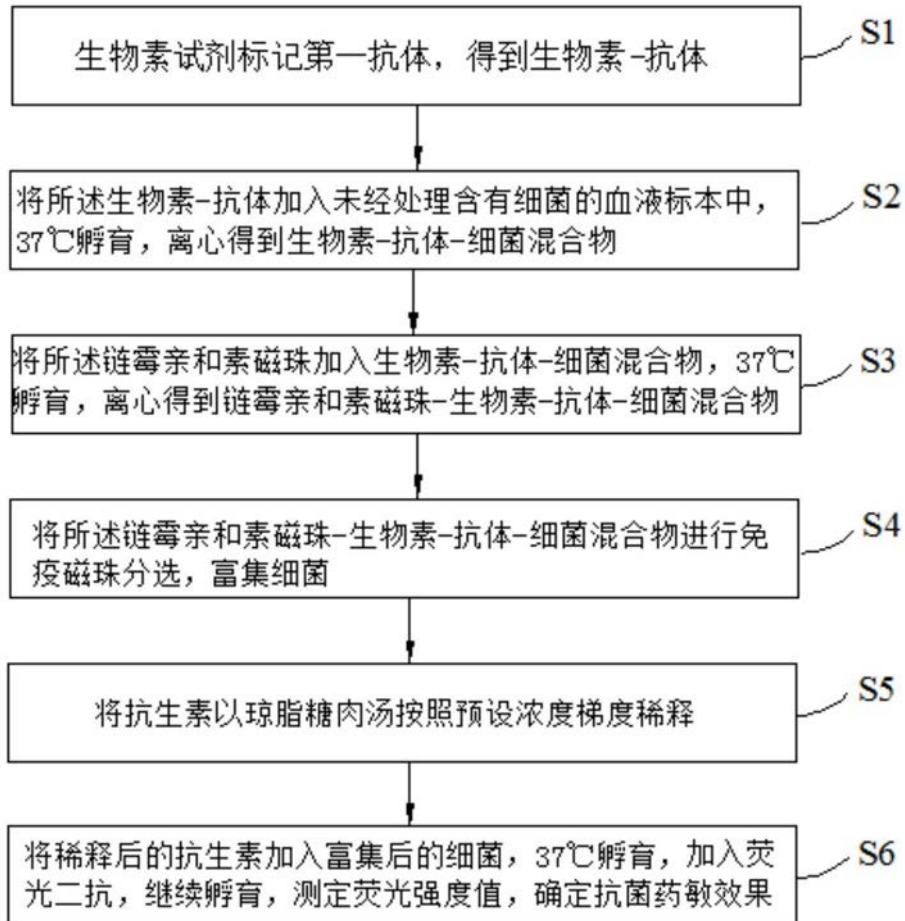 生物素试剂标记第一抗体，得到生物素-抗体
S1
将所述生物素-抗体加入未经处理含有细菌的血液标本中，
37℃孵育，离心得到生物素-抗体-细菌混合物
S2
将所述链霉亲和素磁珠加入生物素-抗体-细菌混合物，37℃
孵育，离心得到链霉亲和素磁珠-生物素-抗体-细菌混合物
S3
将所述链霉亲和素磁珠-生物素-抗体-细菌混合物进行免
疫磁珠分选，富集细菌
S4
将抗生素以琼脂糖肉汤按照预设浓度梯度稀释
S5
将稀释后的抗生素加入富集后的细菌，37℃孵育，加入荧
光二抗，继续孵育，测定荧光强度值，确定抗菌药敏效果
S6